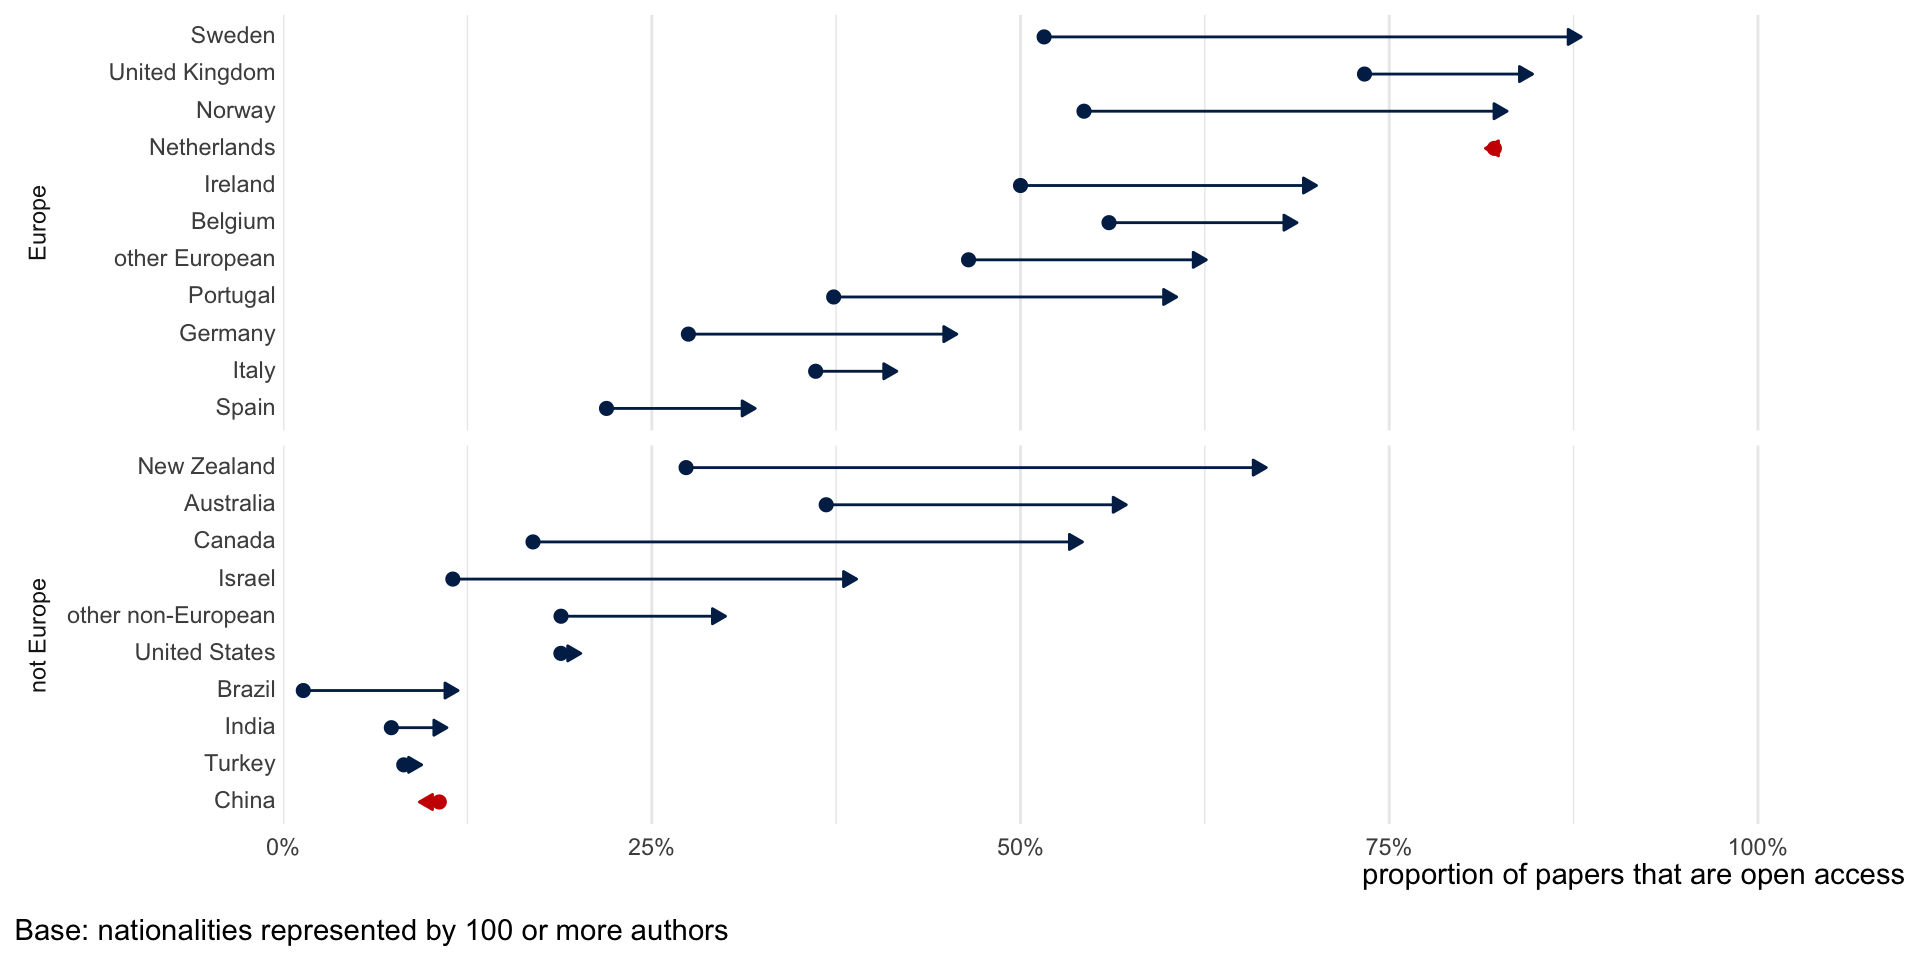 Europe
Sweden
United Kingdom
Norway
Netherlands
Ireland
Belgium
other European
Portugal
Germany
Italy
Spain
not Europe
New Zealand
Australia
Canada
Israel
other non-European
United States
Brazil
India
Turkey
China
0% 25% 50% 75% 100%
proportion of papers that are open access
Base: nationalities represented by 100 or more authors